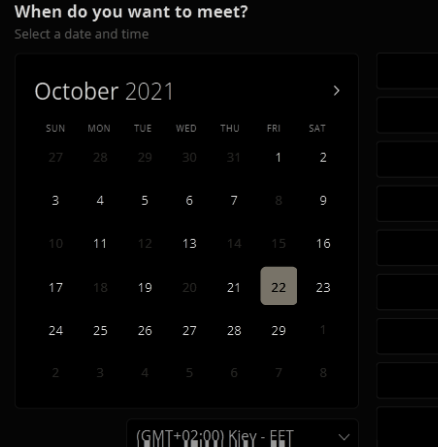 When do you want to meet?
Select a date and time
October 2021 >
SUN MON TUE WED THU FRI SAT
27 28 29 30 31 1 2
3 4 5 6 7 8 9
10 11 12 13 14 15 16
17 18 19 20 21 22 23
24 25 26 27 28 29 1
2 3 4 5 6 7 8
(GMT+02:00) Kiev - EET